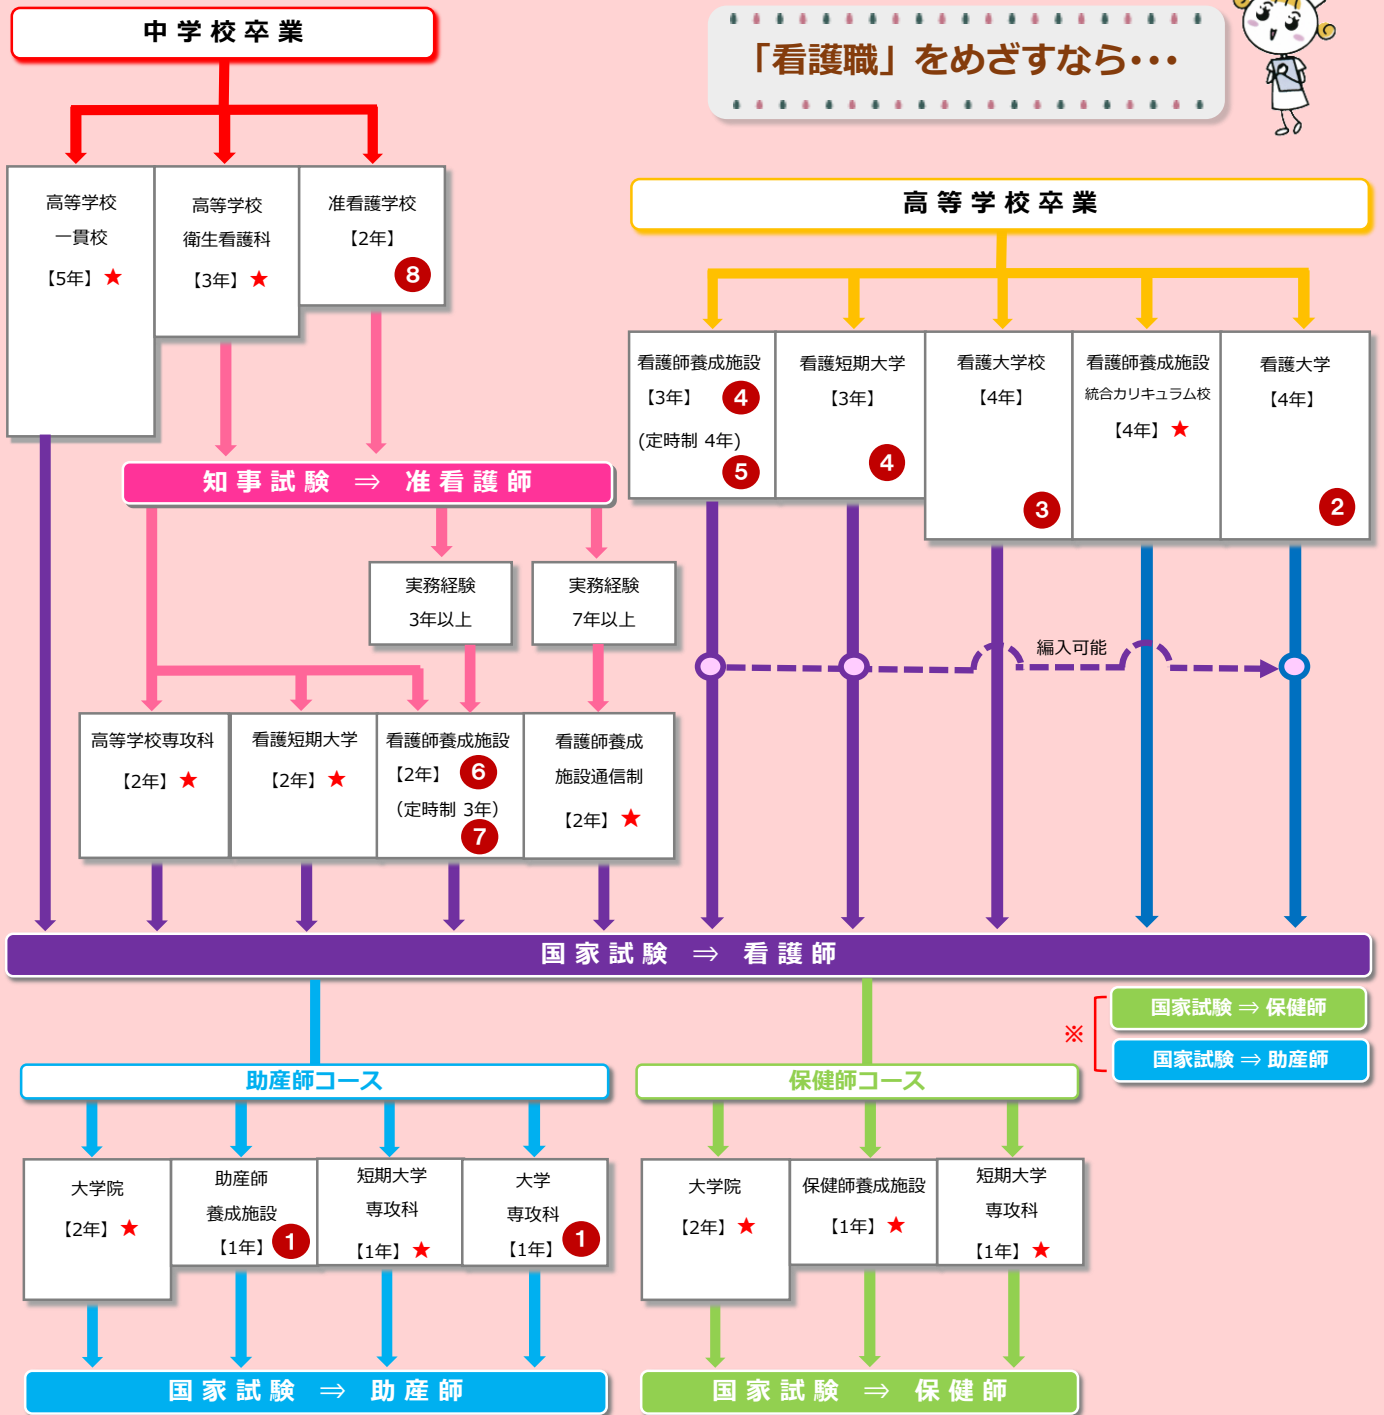 中学校卒業
「看護職」をめざすなら・・・
高等学校
一貫校
【5年】★
高等学校
衛生看護科
【3年】★
准看護学校
【2年】
8
高等学校卒業
看護師養成施設
【3年】 4
(定時制 4年)
5
看護短期大学
【3年】
4
看護大学校
【4年】
3
看護師養成施設
統合カリキュラム校
【4年】★
看護大学
【4年】
2
知事試験 ⇒ 准看護師
実務経験
3年以上
実務経験
7年以上
編入可能
高等学校専攻科
【2年】★
看護短期大学
【2年】★
看護師養成施設
【2年】 6
(定時制 3年)
7
看護師養成
施設通信制
【2年】★
国家試験 ⇒ 看護師
※
国家試験 ⇒ 保健師
国家試験 ⇒ 助産師
助産師コース
保健師コース
大学院
【2年】★
助産師
養成施設
【1年】 1
短期大学
専攻科
【1年】★
大学
専攻科
【1年】 1
大学院
【2年】★
保健師養成施設
【1年】★
短期大学
専攻科
【1年】★
国家試験 ⇒ 助産師
国家試験 ⇒ 保健師